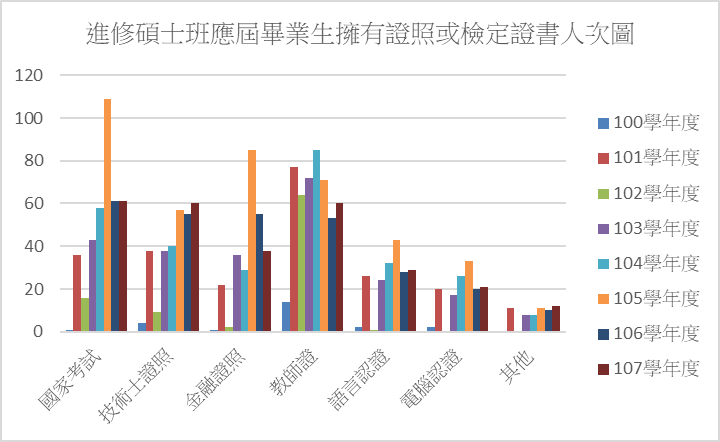 進修碩士班應屆畢業生擁有證照或檢定證書人次圖
120
100
80
60
40
20
0
國家考試
技術士證照
金融證照
教師證
語言認證
電腦認證
其他
100學年度
101學年度
102學年度
103學年度
104學年度
105學年度
106學年度
107學年度